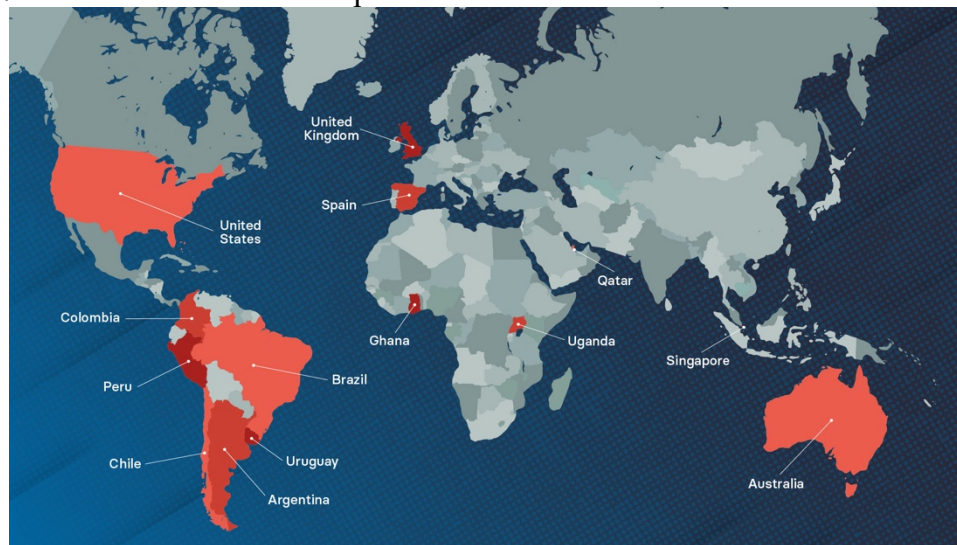 United
Kingdom
Spain
United
States
Qatar
Colombia
Ghana
Uganda
Singapore
Peru
Brazil
Chile
Uruguay
Australia
Argentina